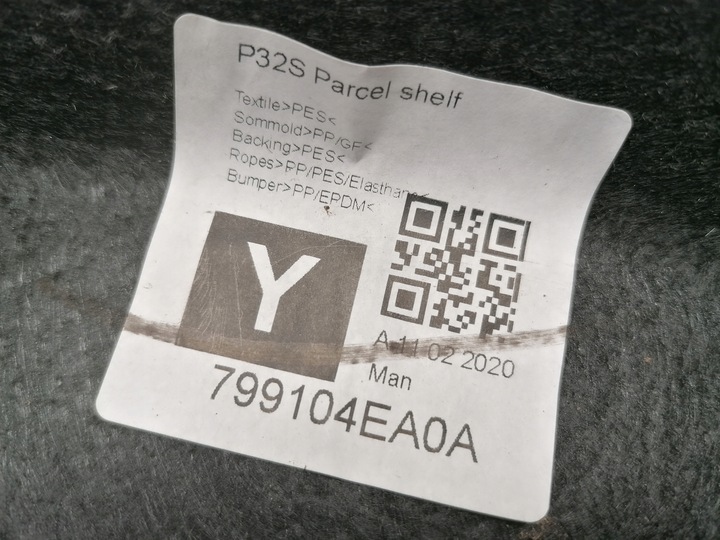 P32S Parcel shelf
Textile>PES<
Sommold>PP/GF<
Backing>PES<
Ropes>PP/PES/Elasthane<
Bumper>PP/EPDM<
Y
A 11 02 2020
Man
799104EA0A